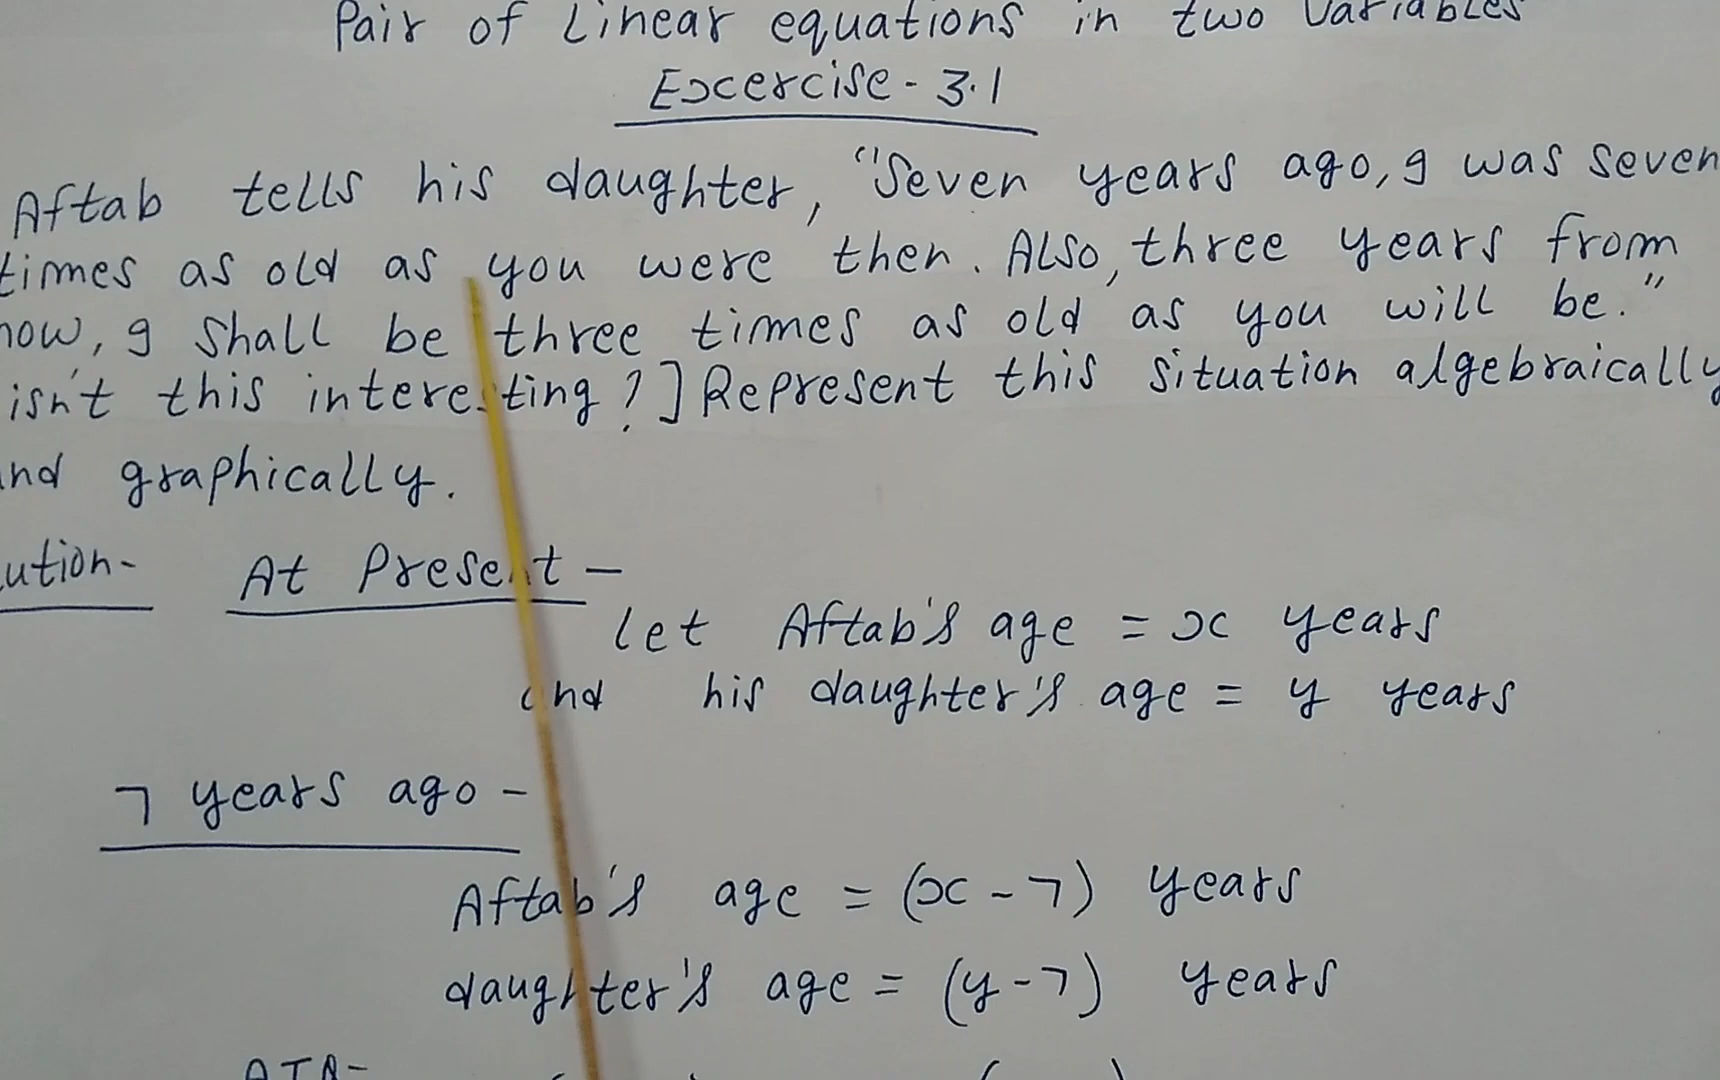 Pair of Linear equations in two Variables
Excercise - 3.1
Aftab tells his daughter, "Seven years ago, I was seven
times as old as you were then. Also, three years from
now, I shall be three times as old as you will be."
isn't this interesting?] Represent this situation algebraically
and graphically.
ution- At Present -
let Aftab's age = x years
and his daughter's age = y years
7 years ago -
Aftab's age = (x - 7) years
daughter's age = (y - 7) years
ATA-